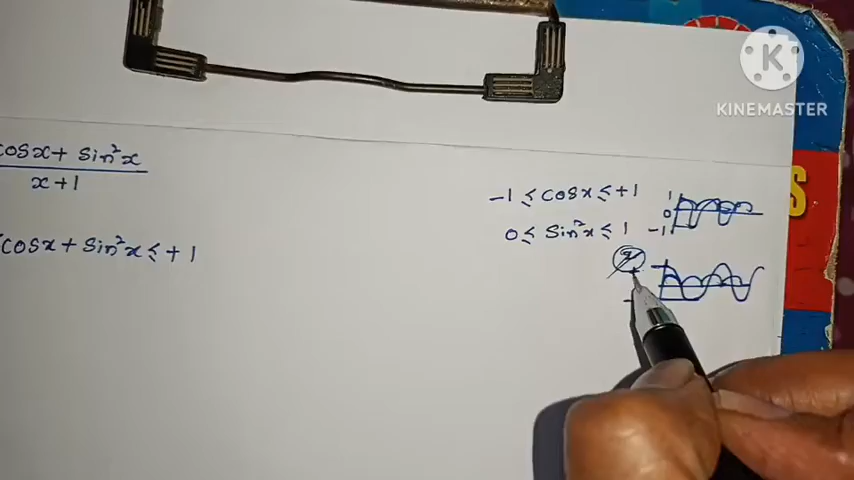 cosx + sin²x
x+1
cosx + sin²x ≤ +1
-1 ≤ cosx ≤ +1
0 ≤ sin²x ≤ 1
1
0
-1
K
KINEMASTER